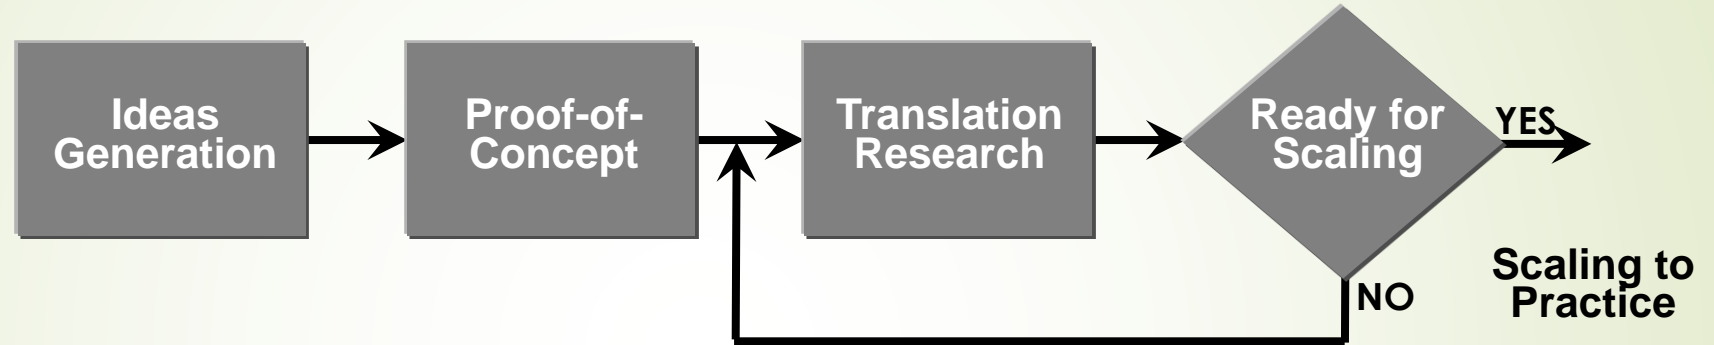 Ideas
Generation
Proof-of-
Concept
Translation
Research
Ready for
Scaling
YES
NO
Scaling to
Practice